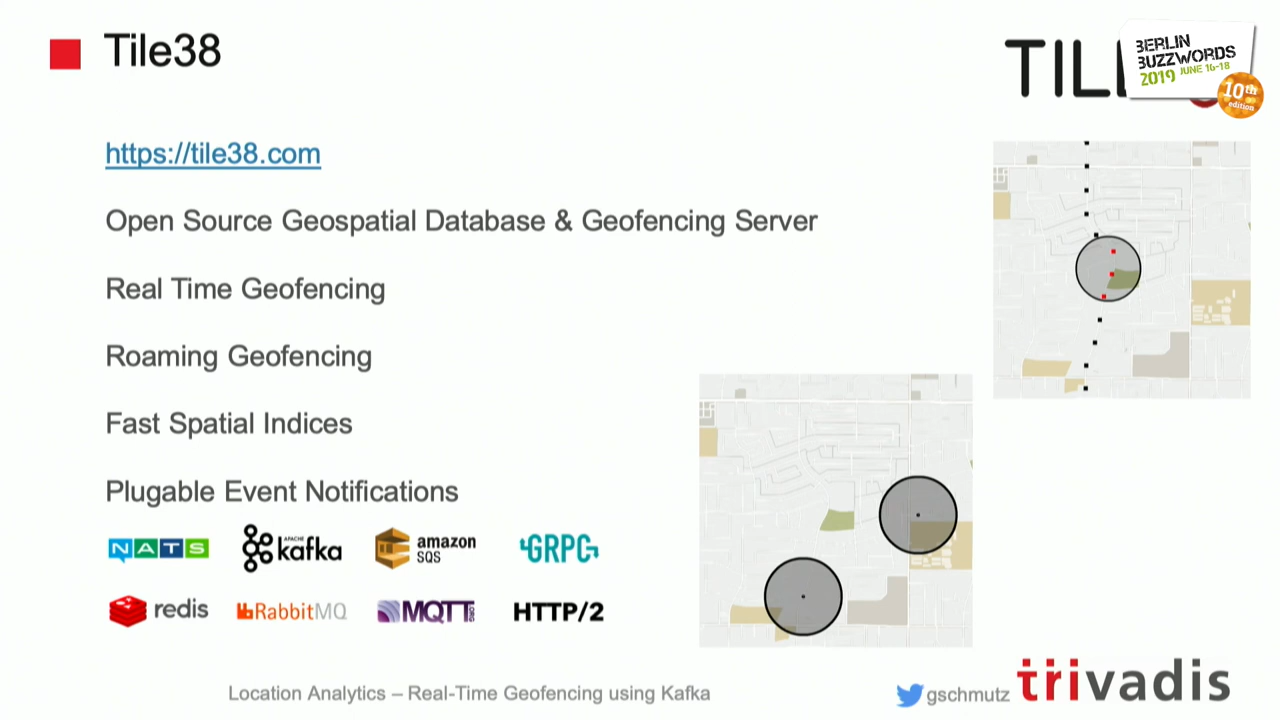 Tile38
TIL
BERLIN
BUZZWORDS
2019 JUNE 16-18
10th
edition
https://tile38.com
Open Source Geospatial Database & Geofencing Server
Real Time Geofencing
Roaming Geofencing
Fast Spatial Indices
Plugable Event Notifications
NATS
APACHE
kafka
amazon
SQS
GRPC
redis
RabbitMQ
MQTT.ORG
HTTP/2
Location Analytics – Real-Time Geofencing using Kafka
gschmutz
trivadis